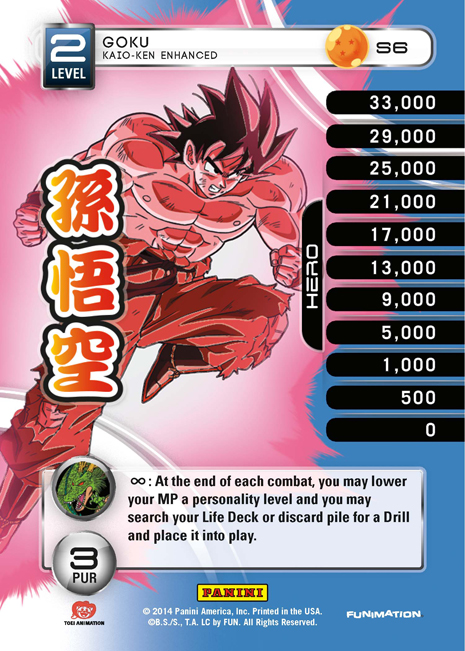 2
LEVEL
GOKU
KAIO-KEN ENHANCED
S6
33,000
29,000
25,000
21,000
17,000
13,000
9,000
5,000
1,000
500
0
HERO
孫
悟
空
∞ : At the end of each combat, you may lower
your MP a personality level and you may
search your Life Deck or discard pile for a Drill
and place it into play.
3
PUR
PANINI
TOEI ANIMATION
© 2014 Panini America, Inc. Printed in the USA.
©B.S./S., T.A. LC by FUN. All Rights Reserved.
FUNIMATION